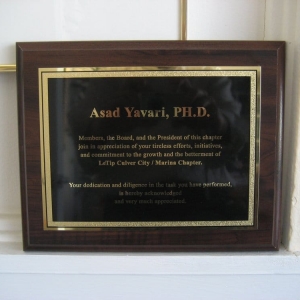 Asad Yavari, PH.D.
Members, the Board, and the President of this chapter
join in appreciation of your tireless efforts, initiatives,
and commitment to the growth and the betterment of
LeTip Culver City / Marina Chapter.
Your dedication and diligence in the task you have performed,
is hereby acknowledged
and very much appreciated.